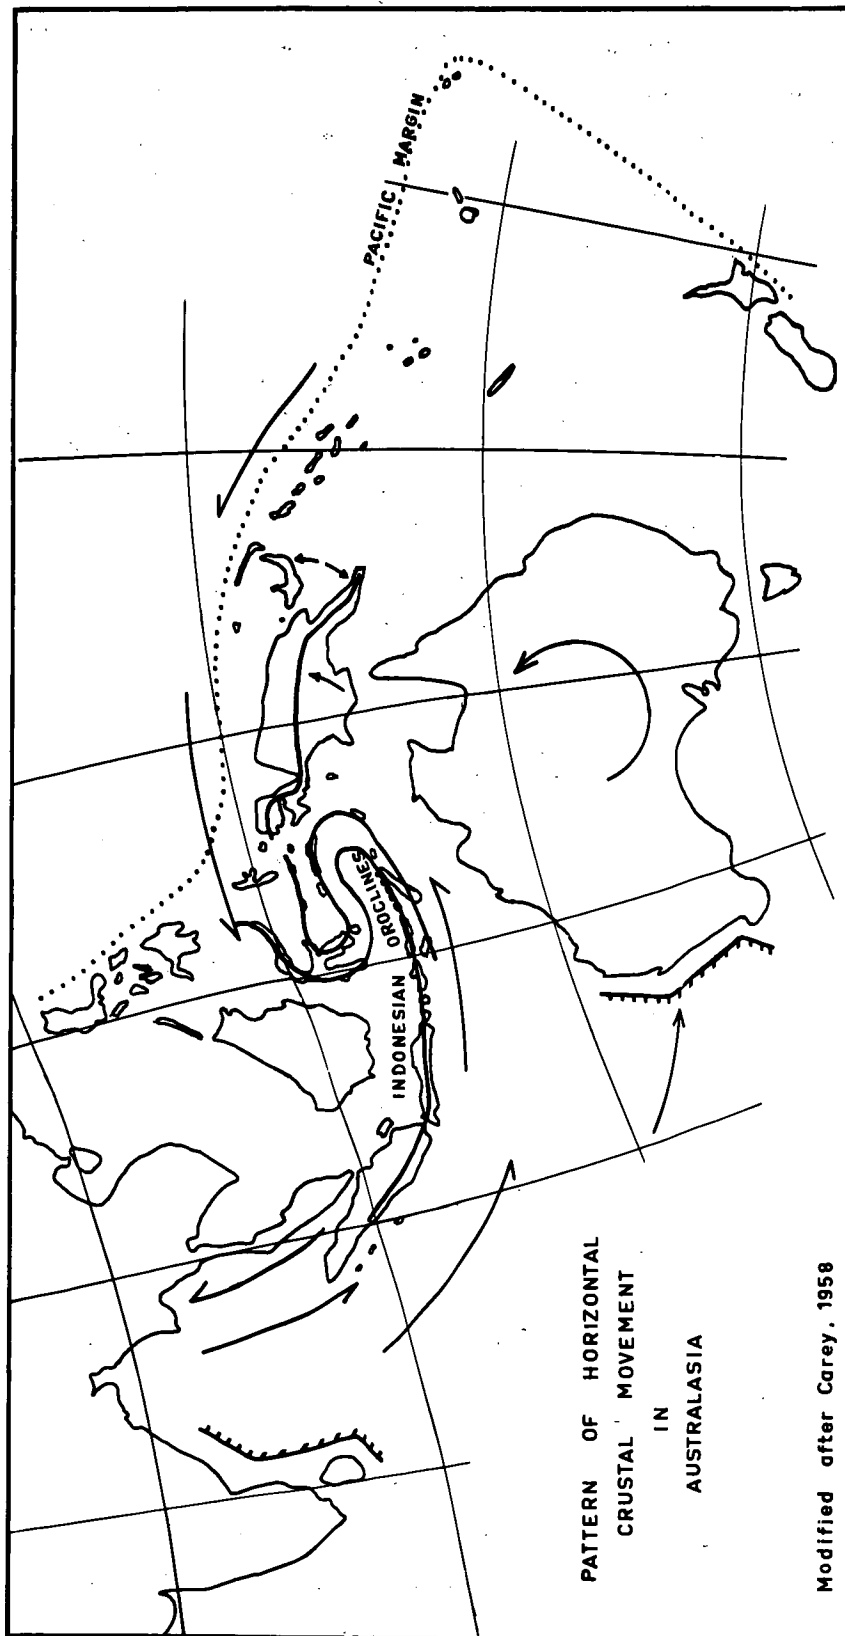 PACIFIC MARGIN
INDONESIAN OROCLINES
PATTERN OF HORIZONTAL
CRUSTAL MOVEMENT
IN
AUSTRALASIA
Modified after Carey, 1958